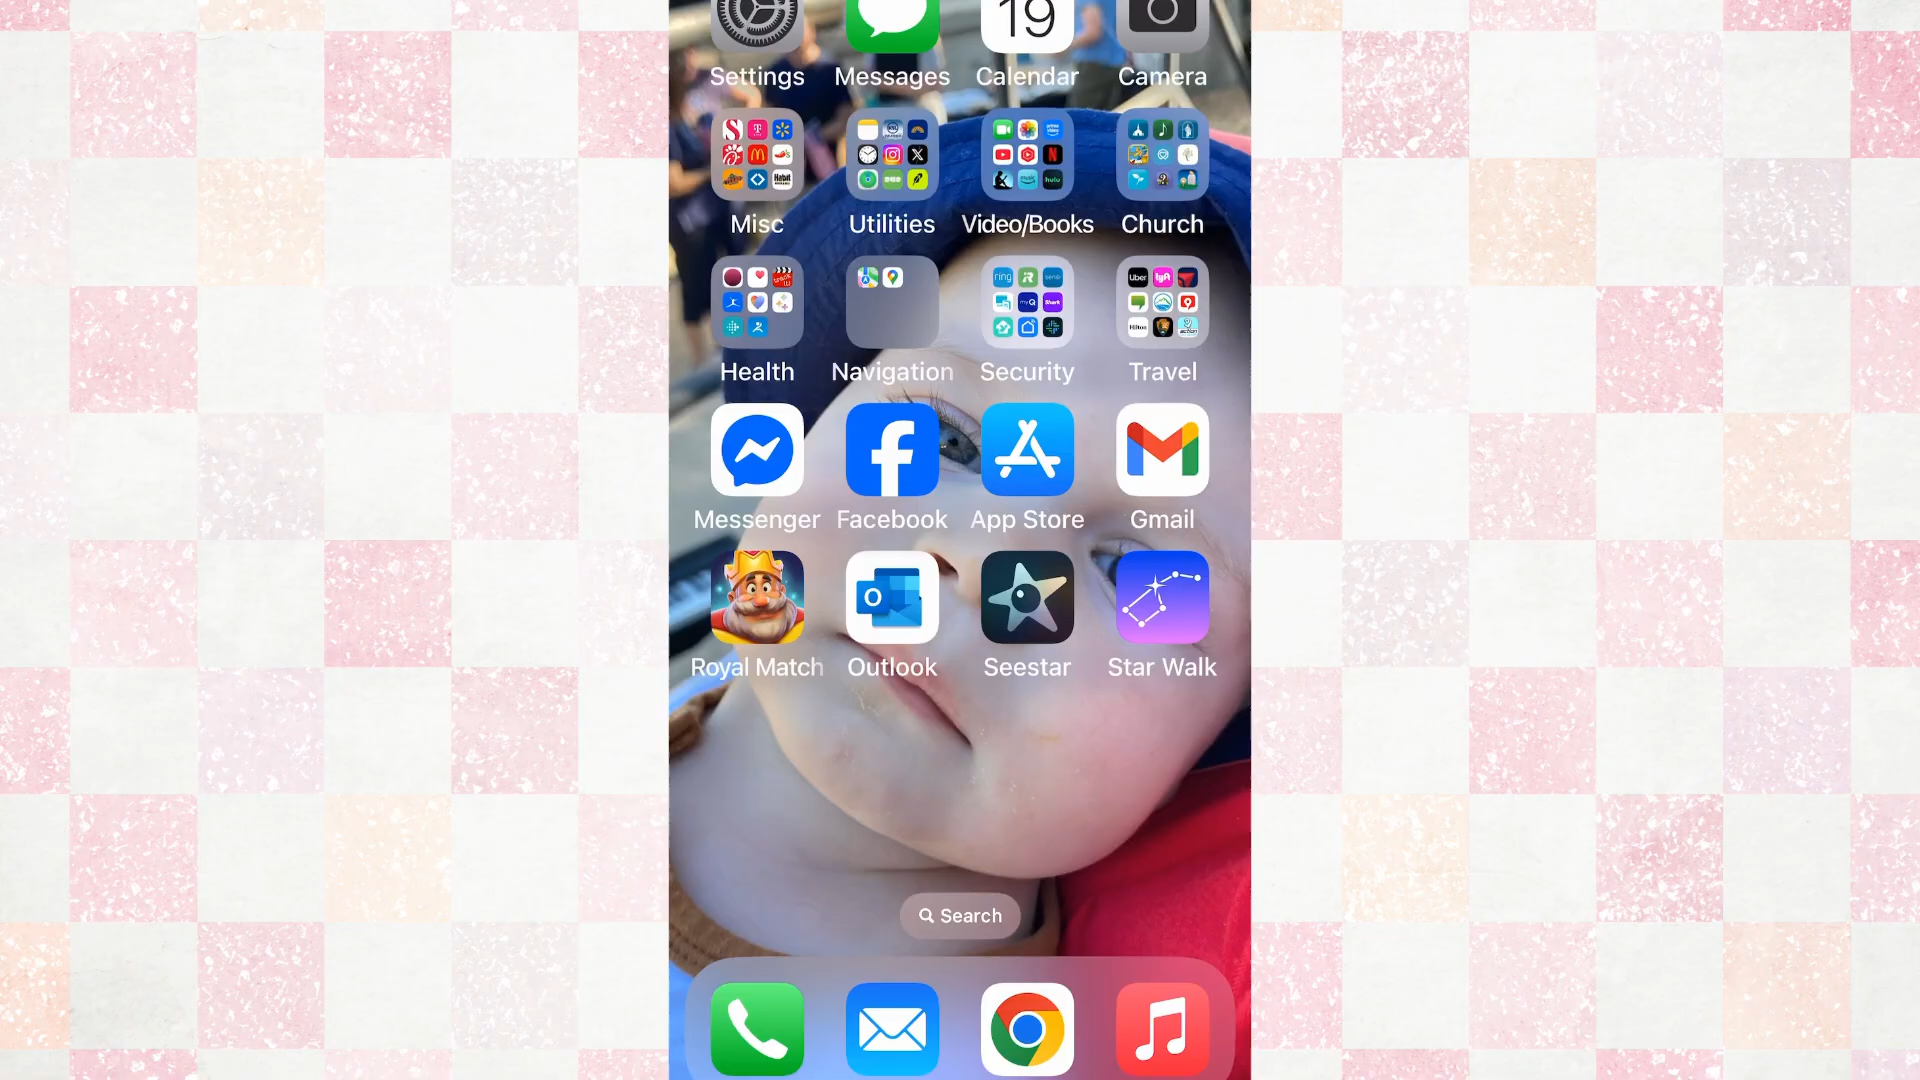 19
Settings Messages Calendar Camera
Misc Utilities Video/Books Church
Health Navigation Security Travel
Messenger Facebook App Store Gmail
Royal Match Outlook Seestar Star Walk
Search